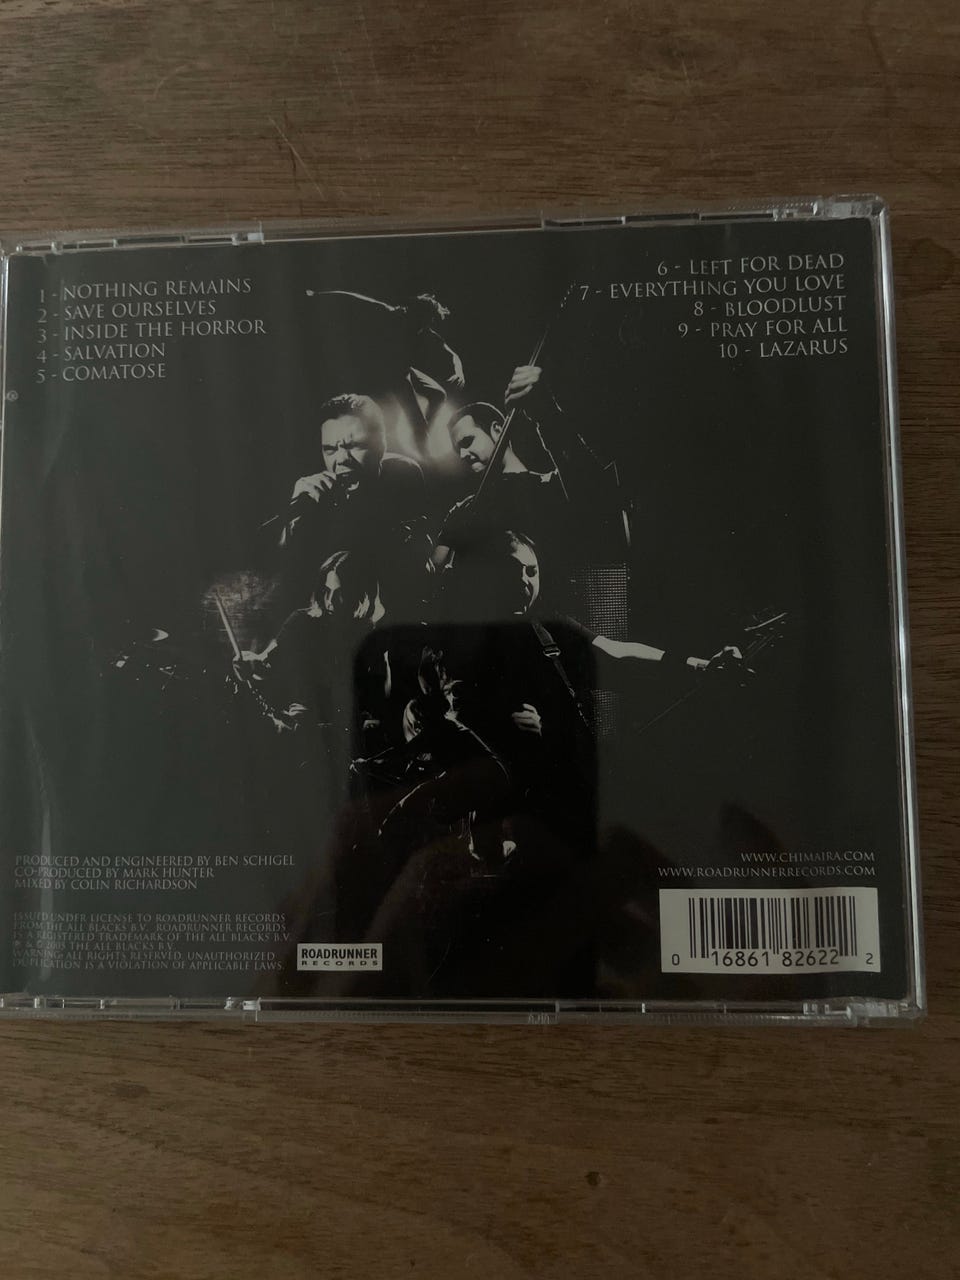 1 - NOTHING REMAINS
2 - SAVE OURSELVES
3 - INSIDE THE HORROR
4 - SALVATION
5 - COMATOSE
6 - LEFT FOR DEAD
7 - EVERYTHING YOU LOVE
8 - BLOODLUST
9 - PRAY FOR ALL
10 - LAZARUS
PRODUCED AND ENGINEERED BY BEN SCHIGEL
CO-PRODUCED BY MARK HUNTER
MIXED BY COLIN RICHARDSON
ISSUED UNDER LICENSE TO ROADRUNNER RECORDS
FROM THE ALL BLACKS B.V. ROADRUNNER RECORDS
IS A REGISTERED TRADEMARK OF THE ALL BLACKS B.V.
℗ & © 2005 THE ALL BLACKS B.V.
WARNING: ALL RIGHTS RESERVED. UNAUTHORIZED
DUPLICATION IS A VIOLATION OF APPLICABLE LAWS.
ROADRUNNER
RECORDS
WWW.CHIMAIRA.COM
WWW.ROADRUNNERRECORDS.COM
0 16861 82622 2